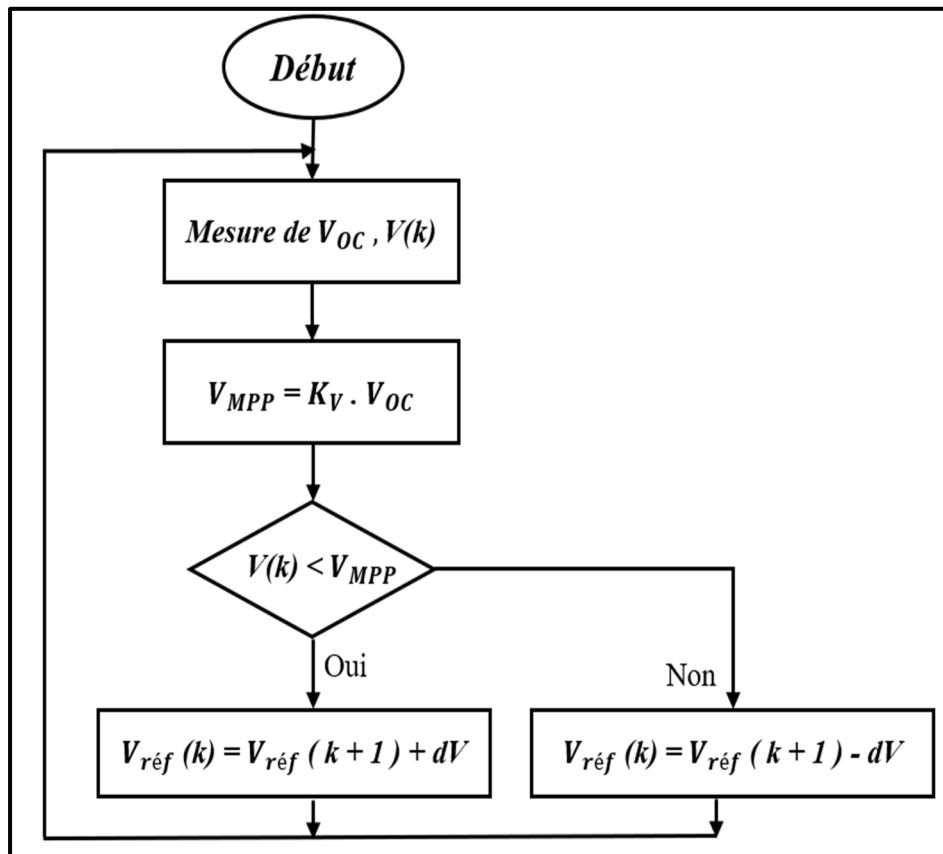 Début
Mesure de V_OC , V(k)
V_MPP = K_V . V_OC
V(k) < V_MPP
Oui
Non
V_réf (k) = V_réf ( k + 1 ) + dV
V_réf (k) = V_réf ( k + 1 ) - dV